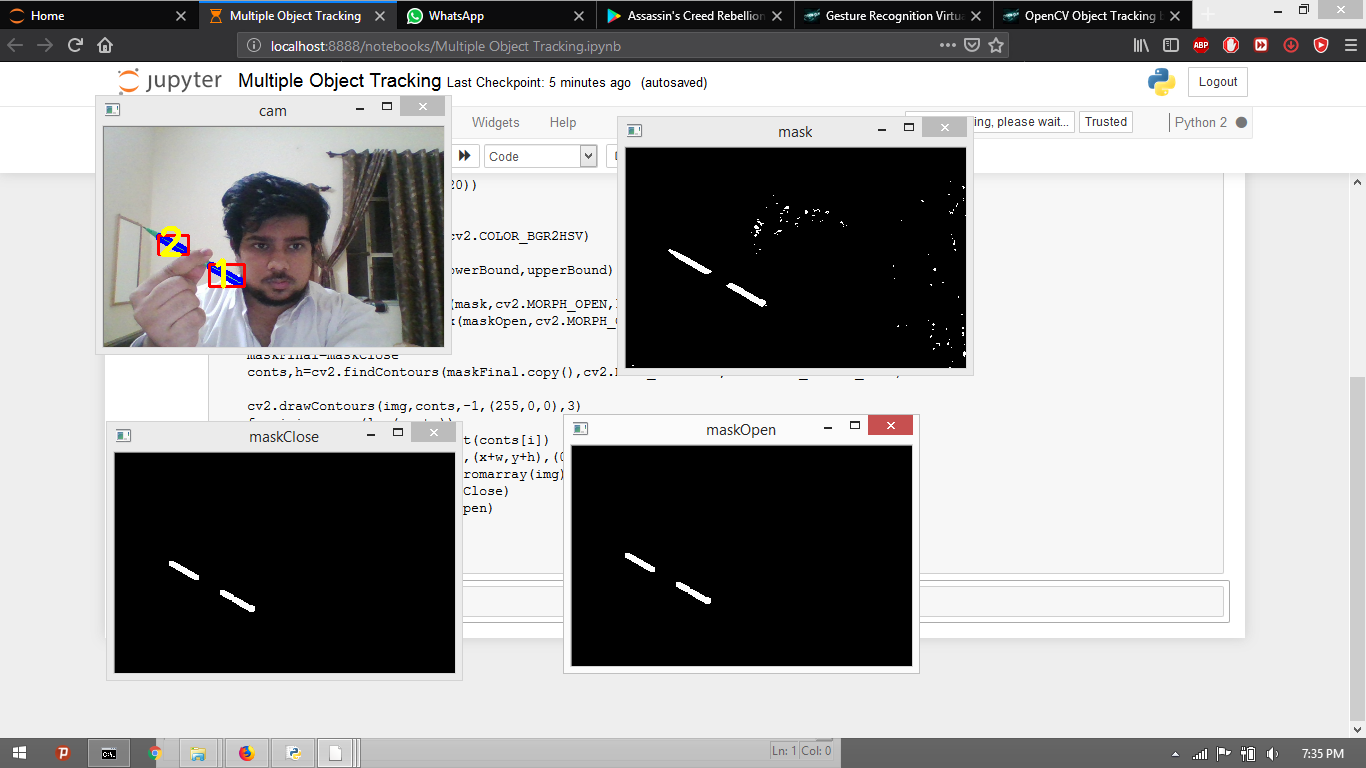 Home
Multiple Object Tracking
WhatsApp
Assassin's Creed Rebellion
Gesture Recognition Virtu
OpenCV Object Tracking
localhost:8888/notebooks/Multiple Object Tracking.ipynb
ABP
jupyter Multiple Object Tracking Last Checkpoint: 5 minutes ago (autosaved)
Logout
cam
Widgets Help
ng, please wait...
Trusted
Python 2
mask
Code
20))
cv2.COLOR_BGR2HSV)
owerBound,upperBound)
(mask,cv2.MORPH_OPEN,
x(maskOpen,cv2.MORPH_
maskFinal=maskClose
conts,h=cv2.findContours(maskFinal.copy(),cv2.
cv2.drawContours(img,conts,-1,(255,0,0),3)
2
1
maskClose
maskOpen
t(conts[i])
,(x+w,y+h),(
romarray(img)
Close)
pen)
Ln: 1 Col: 0
7:35 PM